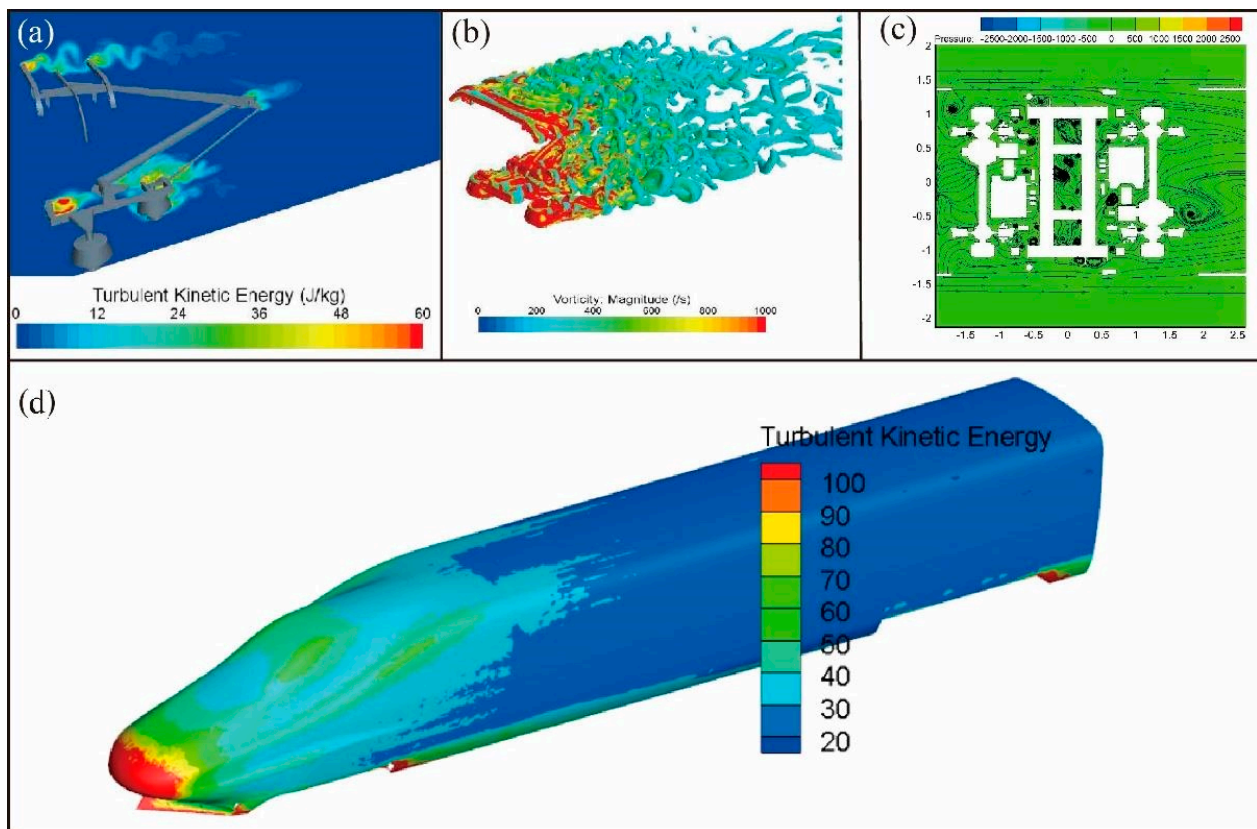 (a)
Turbulent Kinetic Energy (J/kg)
0 12 24 36 48 60
(b)
Vorticity: Magnitude (/s)
0 200 400 600 800 1000
(c)
Pressure: -2500-2000-1500-1000 -500 500 1000 1500 2000 2500
2
1.5
1
0.5
0
-0.5
-1
-1.5
-2
-1.5 -1 -0.5 0 0.5 1 1.5 2 2.5
(d)
Turbulent Kinetic Energy
100
90
80
70
60
50
40
30
20